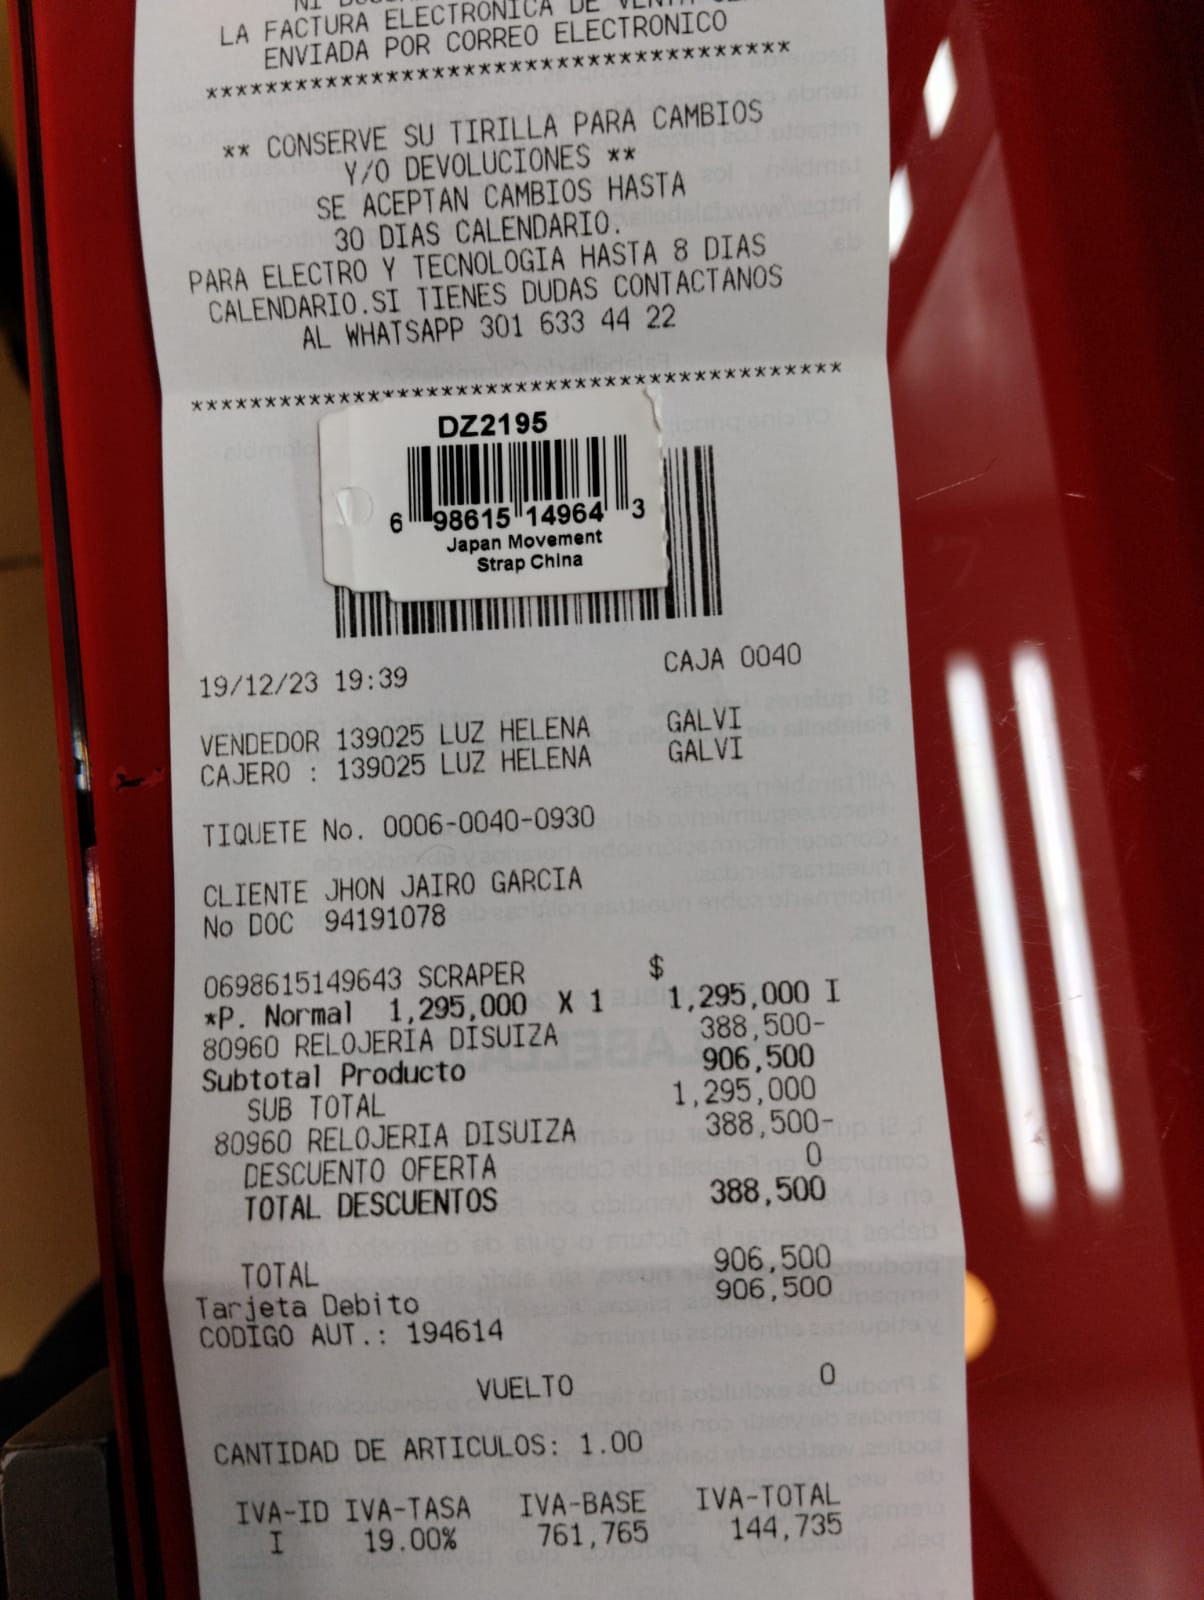 LA FACTURA ELECTRONICA DE VENTA
ENVIADA POR CORREO ELECTRONICO
****************************************
** CONSERVE SU TIRILLA PARA CAMBIOS
Y/O DEVOLUCIONES **
SE ACEPTAN CAMBIOS HASTA
30 DIAS CALENDARIO.
PARA ELECTRO Y TECNOLOGIA HASTA 8 DIAS
CALENDARIO.SI TIENES DUDAS CONTACTANOS
AL WHATSAPP 301 633 44 22
********************************************
DZ2195
6 98615 14964 3
Japan Movement
Strap China
19/12/23 19:39 CAJA 0040
VENDEDOR 139025 LUZ HELENA GALVI
CAJERO : 139025 LUZ HELENA GALVI
TIQUETE No. 0006-0040-0930
CLIENTE JHON JAIRO GARCIA
No DOC 94191078
0698615149643 SCRAPER $
*P. Normal 1,295,000 X 1 1,295,000 I
80960 RELOJERIA DISUIZA 388,500-
Subtotal Producto 906,500
SUB TOTAL 1,295,000
80960 RELOJERIA DISUIZA 388,500-
DESCUENTO OFERTA 0
TOTAL DESCUENTOS 388,500
TOTAL 906,500
Tarjeta Debito 906,500
CODIGO AUT.: 194614
VUELTO 0
CANTIDAD DE ARTICULOS: 1.00
IVA-ID IVA-TASA IVA-BASE IVA-TOTAL
I 19.00% 761,765 144,735